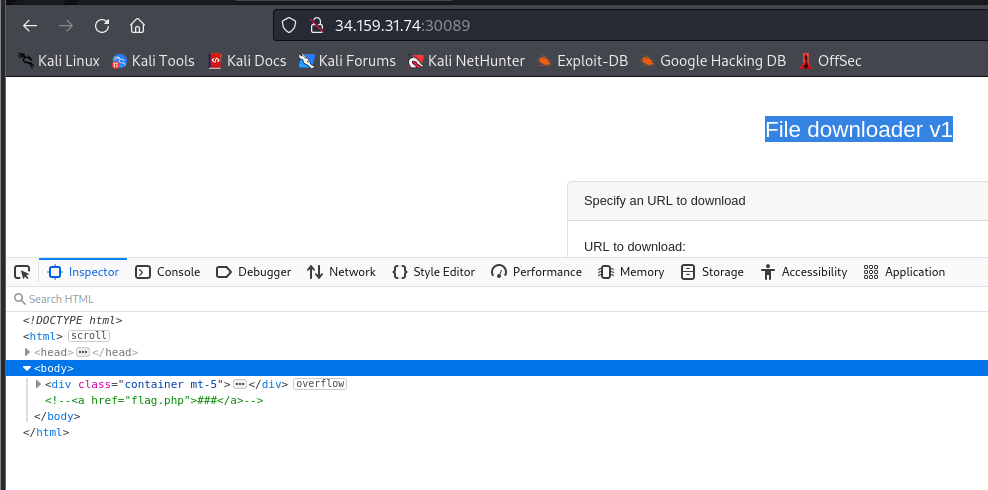 34.159.31.74:30089
Kali Linux Kali Tools Kali Docs Kali Forums Kali NetHunter Exploit-DB Google Hacking DB OffSec
File downloader v1
Specify an URL to download
URL to download:
Inspector Console Debugger Network Style Editor Performance Memory Storage Accessibility Application
Search HTML
<!DOCTYPE html>
<html> scroll
<head> ··· </head>
<body>
<div class="container mt-5"> ··· </div> overflow
<!--<a href="flag.php">###</a>-->
</body>
</html>